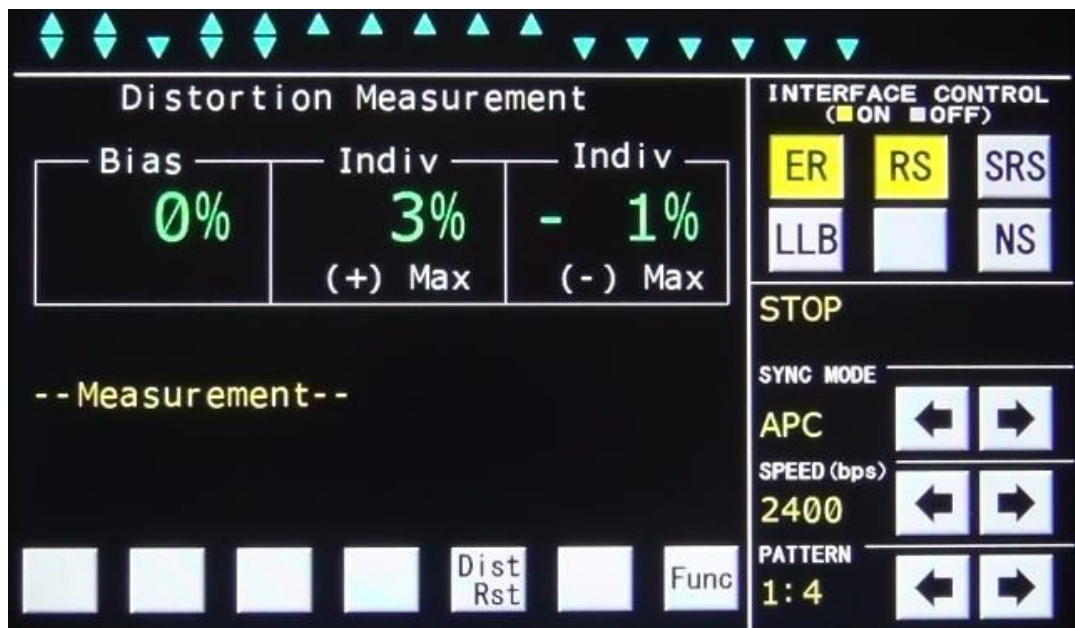 Distortion Measurement
Bias
0%
Indiv
3%
(+) Max
Indiv
- 1%
(-) Max
--Measurement--
Dist
Rst
Func
INTERFACE CONTROL
(ON OFF)
ER
RS
SRS
LLB
NS
STOP
SYNC MODE
APC
SPEED(bps)
2400
PATTERN
1:4